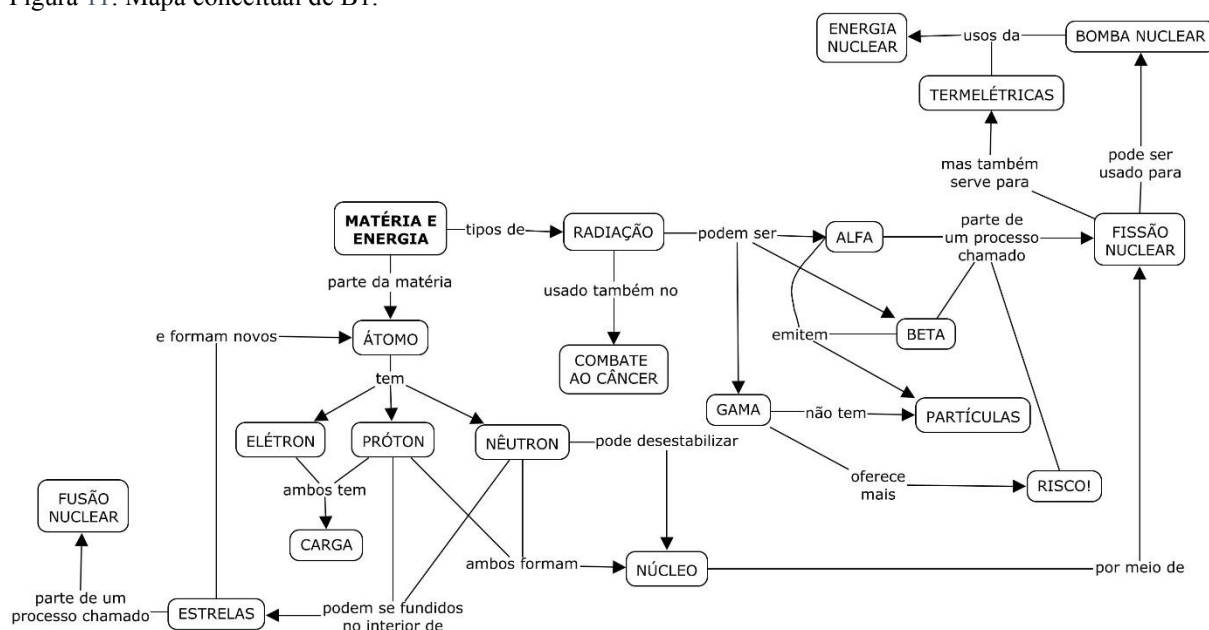 Figura 11. Mapa conceitual de B1.
ENERGIA
NUCLEAR
usos da
BOMBA NUCLEAR
TERMELÉTRICAS
mas também
serve para
pode ser
usado para
MATÉRIA E
ENERGIA
tipos de
RADIAÇÃO
podem ser
ALFA
parte de
um processo
chamado
FISSÃO
NUCLEAR
parte da matéria
usado também no
e formam novos
ÁTOMO
emitem
BETA
COMBATE
AO CÂNCER
tem
GAMA
não tem
PARTÍCULAS
ELÉTRON
PRÓTON
NÊUTRON
pode desestabilizar
oferece
mais
RISCO!
ambos tem
FUSÃO
NUCLEAR
CARGA
ambos formam
NÚCLEO
por meio de
parte de um
processo chamado
ESTRELAS
podem se fundidos
no interior de